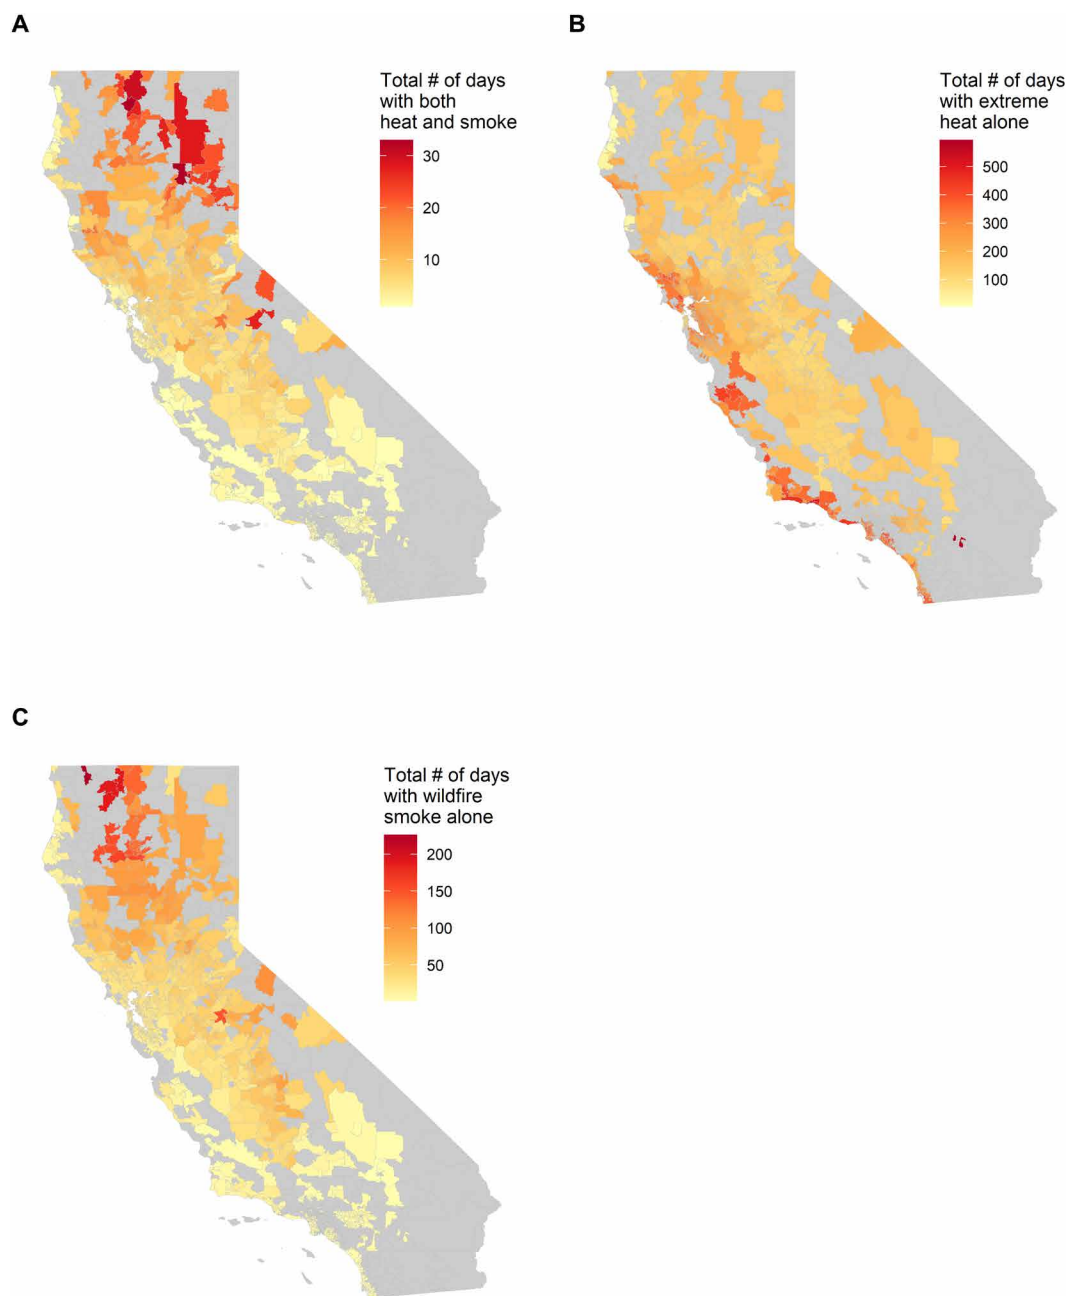 A
Total # of days
with both
heat and smoke
30
20
10
B
Total # of days
with extreme
heat alone
500
400
300
200
100
C
Total # of days
with wildfire
smoke alone
200
150
100
50